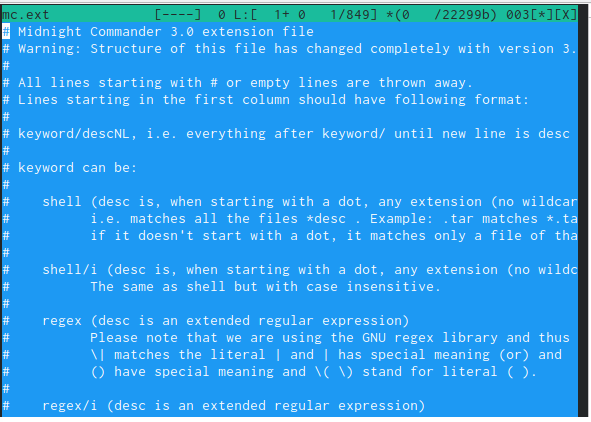 mc.ext [----] 0 L:[ 1+ 0 1/849] *(0 /22299b) 003[*][X]
# Midnight Commander 3.0 extension file
# Warning: Structure of this file has changed completely with version 3.
#
# All lines starting with # or empty lines are thrown away.
# Lines starting in the first column should have following format:
#
# keyword/descNL, i.e. everything after keyword/ until new line is desc
#
# keyword can be:
#
# shell (desc is, when starting with a dot, any extension (no wildcar
# i.e. matches all the files *desc . Example: .tar matches *.ta
# if it doesn't start with a dot, it matches only a file of tha
#
# shell/i (desc is, when starting with a dot, any extension (no wildc
# The same as shell but with case insensitive.
#
# regex (desc is an extended regular expression)
# Please note that we are using the GNU regex library and thus
# \| matches the literal | and | has special meaning (or) and
# () have special meaning and \( \) stand for literal ( ).
#
# regex/i (desc is an extended regular expression)